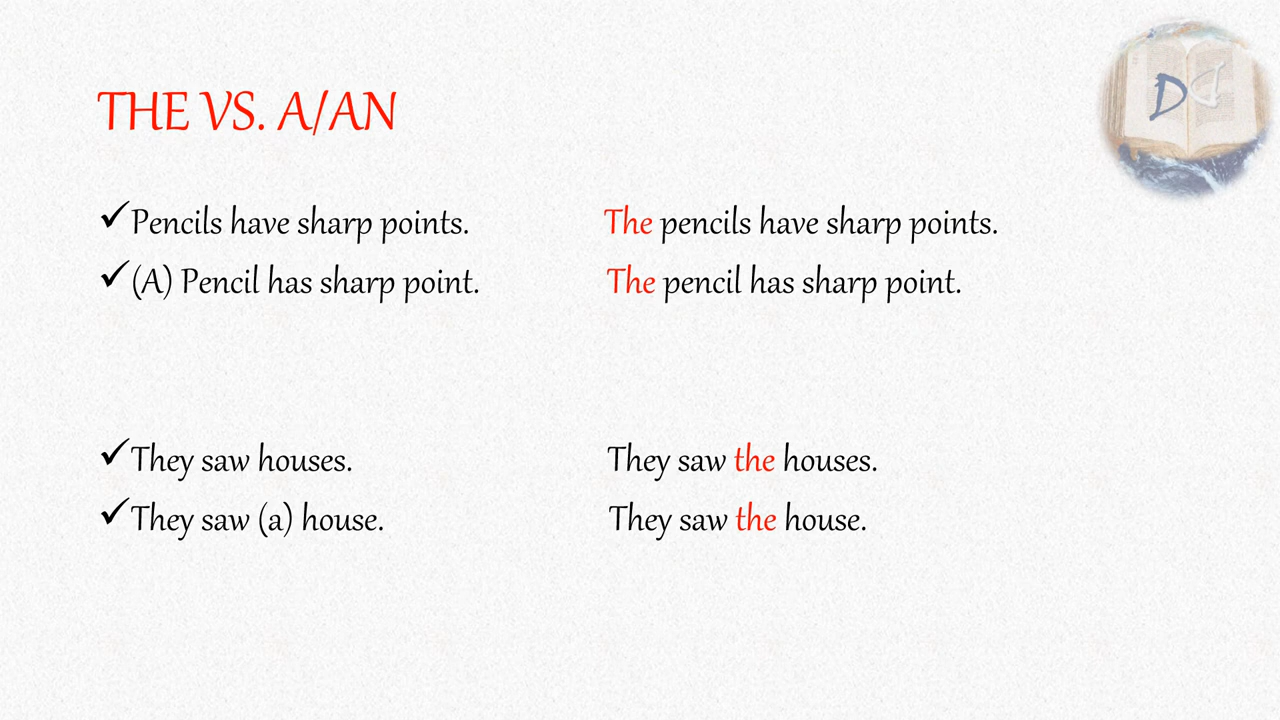 THE VS. A/AN
✓Pencils have sharp points. The pencils have sharp points.
✓(A) Pencil has sharp point. The pencil has sharp point.
✓They saw houses. They saw the houses.
✓They saw (a) house. They saw the house.